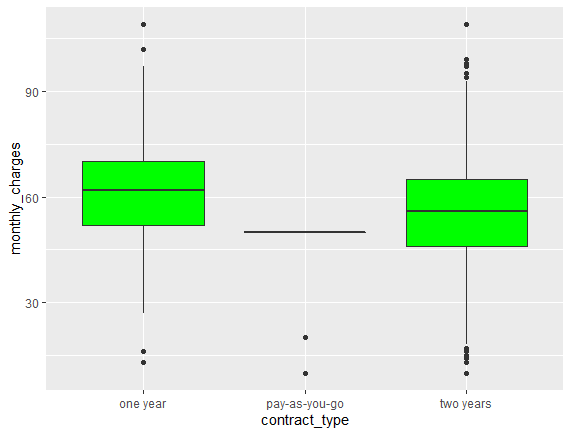 90
60
30
monthly_charges
one year
pay-as-you-go
two years
contract_type